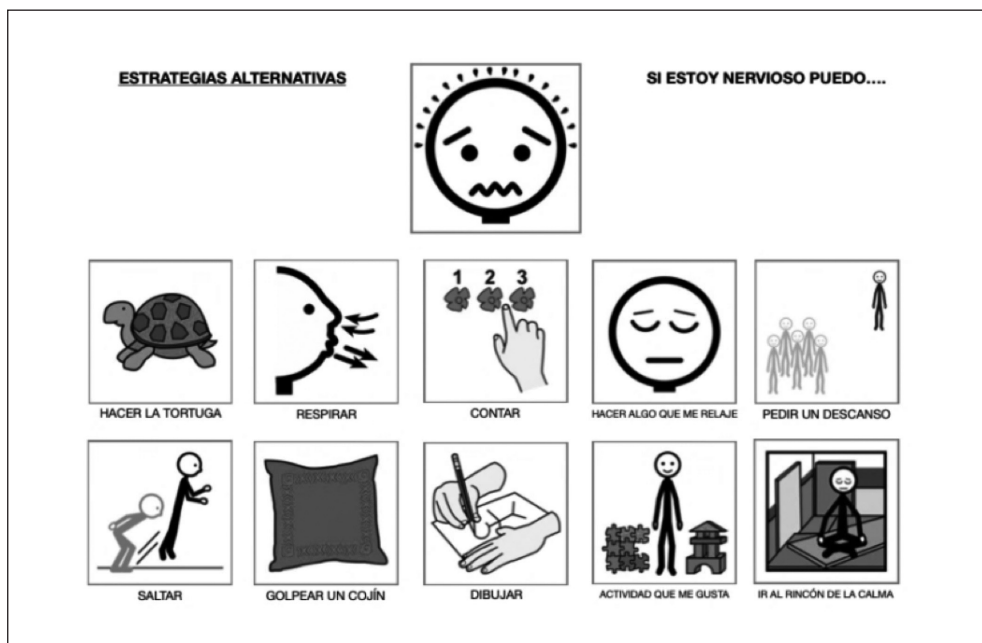 ESTRATEGIAS ALTERNATIVAS
SI ESTOY NERVIOSO PUEDO....
1 2 3
HACER LA TORTUGA
RESPIRAR
CONTAR
HACER ALGO QUE ME RELAJE
PEDIR UN DESCANSO
SALTAR
GOLPEAR UN COJÍN
DIBUJAR
ACTIVIDAD QUE ME GUSTA
IR AL RINCÓN DE LA CALMA